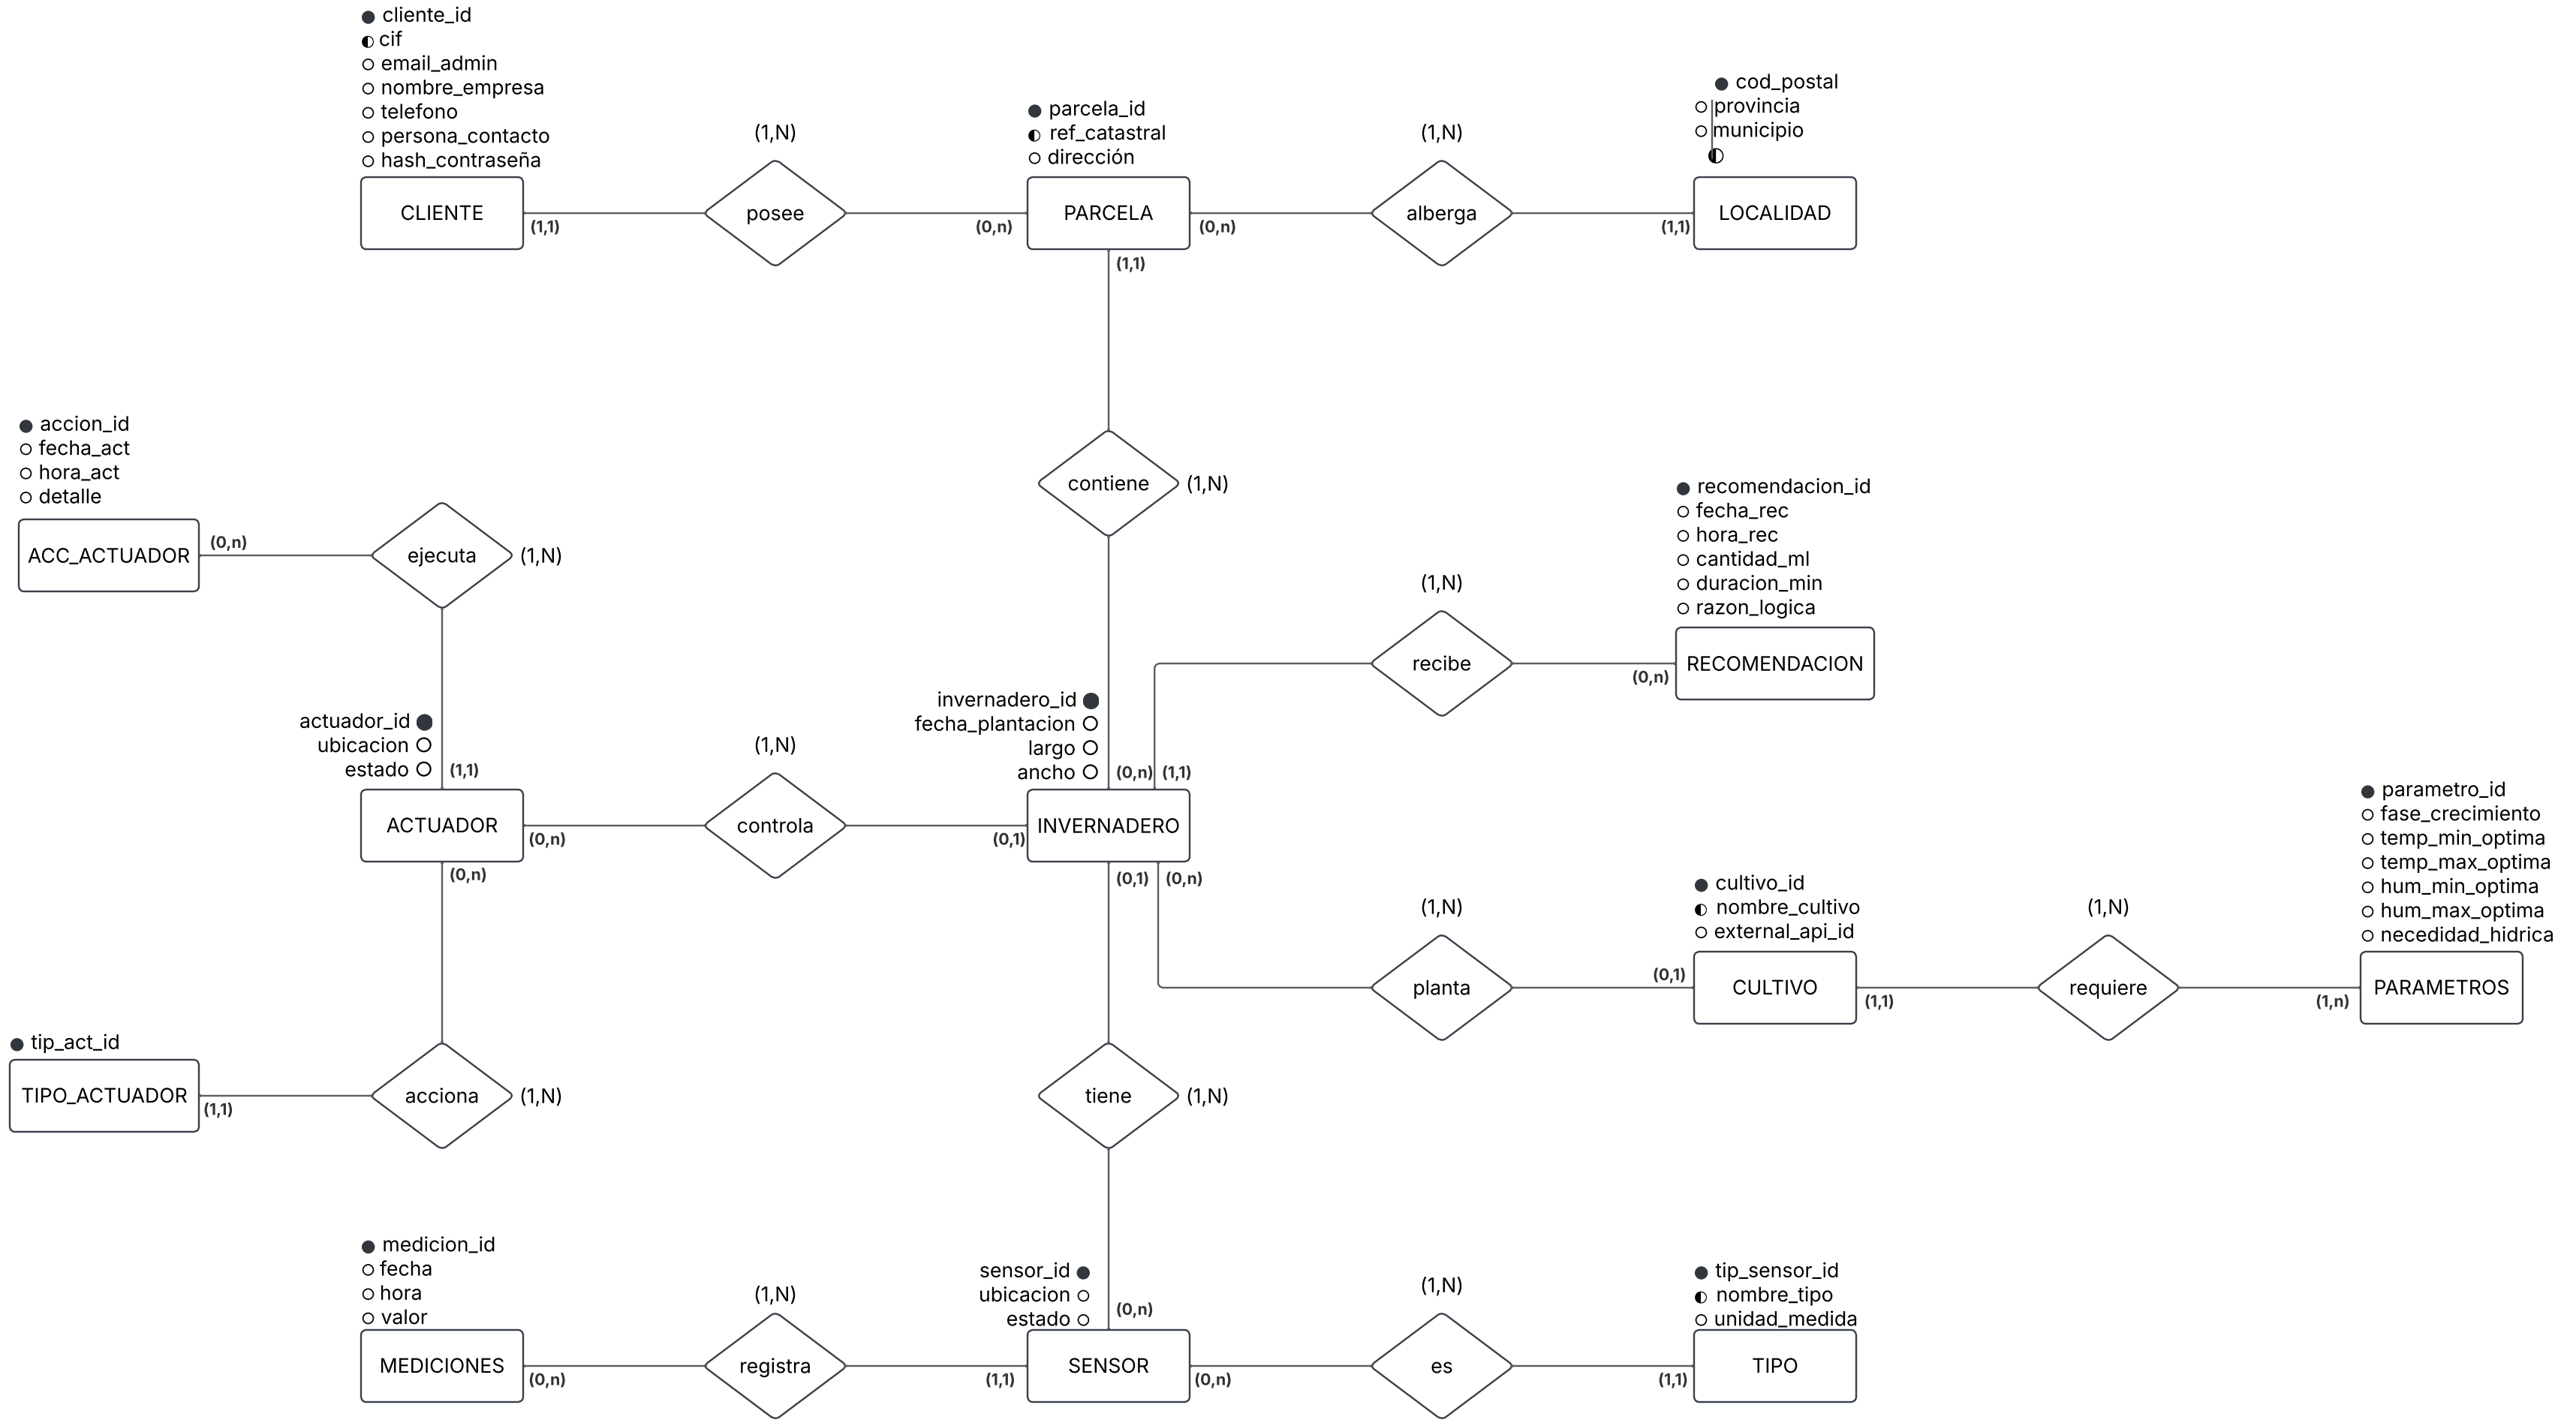 cliente_id
cif
email_admin
nombre_empresa
telefono
persona_contacto
hash_contraseña
CLIENTE
(1,1)
(1,N)
posee
(0,n)
parcela_id
ref_catastral
dirección
PARCELA
(0,n)
(1,1)
(1,N)
alberga
(1,1)
cod_postal
provincia
municipio
LOCALIDAD
contiene
(1,N)
accion_id
fecha_act
hora_act
detalle
ACC_ACTUADOR
(0,n)
ejecuta
(1,N)
recomendacion_id
fecha_rec
hora_rec
cantidad_ml
duracion_min
razon_logica
RECOMENDACION
(0,n)
(1,N)
recibe
actuador_id
ubicacion
estado
(1,1)
ACTUADOR
(0,n)
(0,n)
(1,N)
controla
(0,1)
invernadero_id
fecha_plantacion
largo
ancho
(0,n)
(1,1)
INVERNADERO
(0,1)
(0,n)
(1,N)
planta
(0,1)
cultivo_id
nombre_cultivo
external_api_id
CULTIVO
(1,1)
(1,N)
requiere
(1,n)
parametro_id
fase_crecimiento
temp_min_optima
temp_max_optima
hum_min_optima
hum_max_optima
necedidad_hidrica
PARAMETROS
tip_act_id
TIPO_ACTUADOR
(1,1)
acciona
(1,N)
tiene
(1,N)
medicion_id
fecha
hora
valor
MEDICIONES
(0,n)
(1,N)
registra
(1,1)
sensor_id
ubicacion
estado
(0,n)
SENSOR
(0,n)
(1,N)
es
(1,1)
tip_sensor_id
nombre_tipo
unidad_medida
TIPO